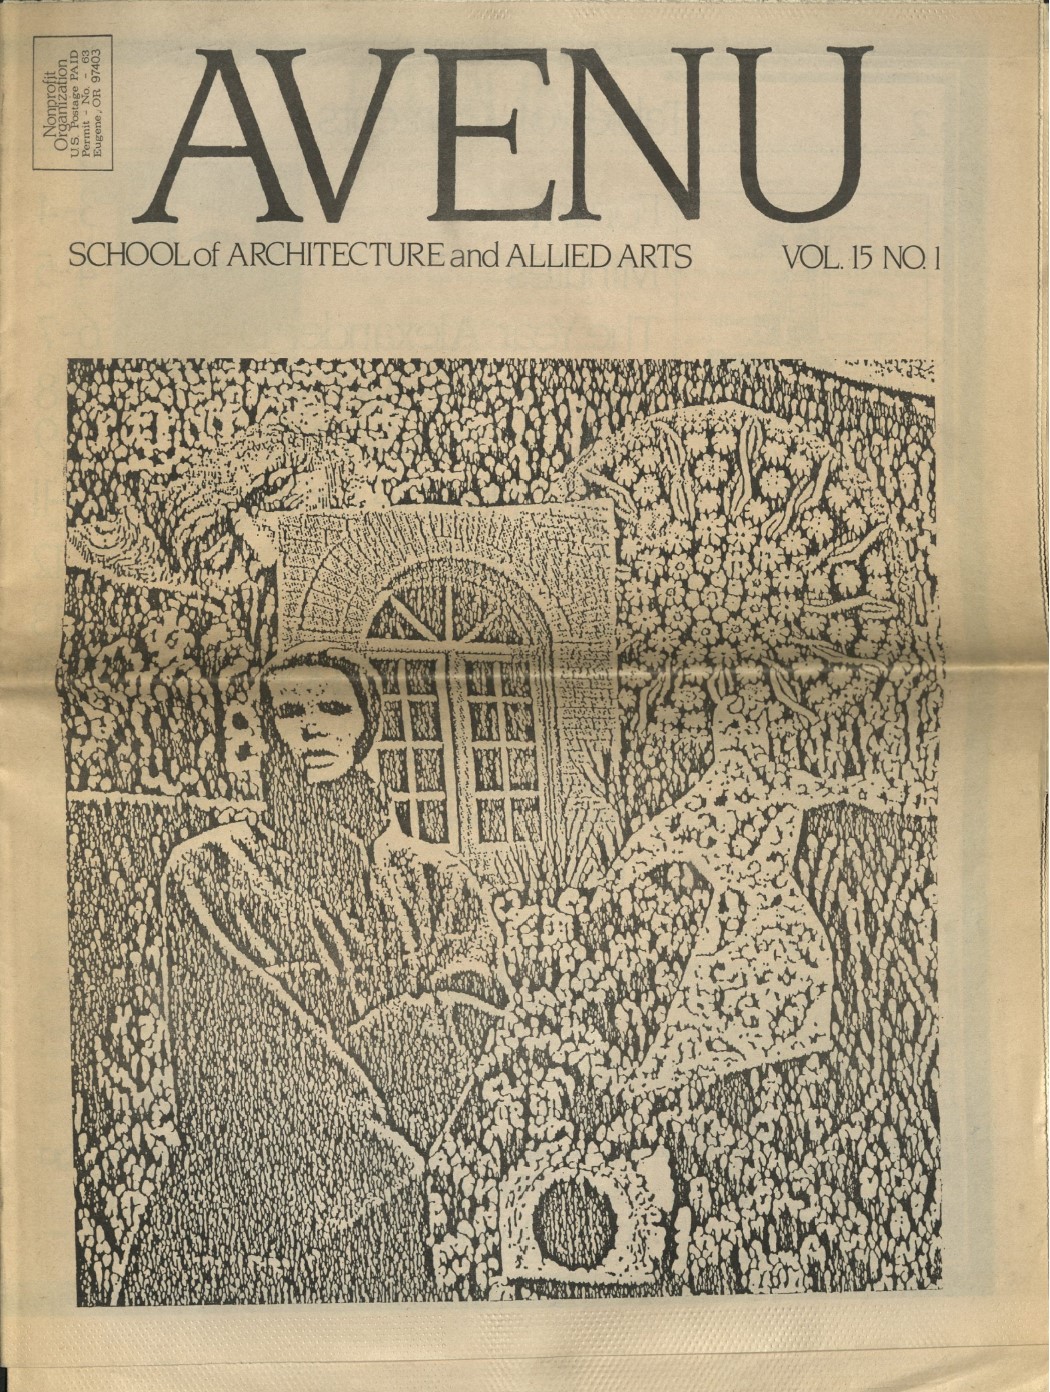 Nonprofit
Organization
U.S. Postage PAID
Permit - No. - 63
Eugene, OR 97403
AVENU
SCHOOL of ARCHITECTURE and ALLIED ARTS VOL. 15 NO. 1